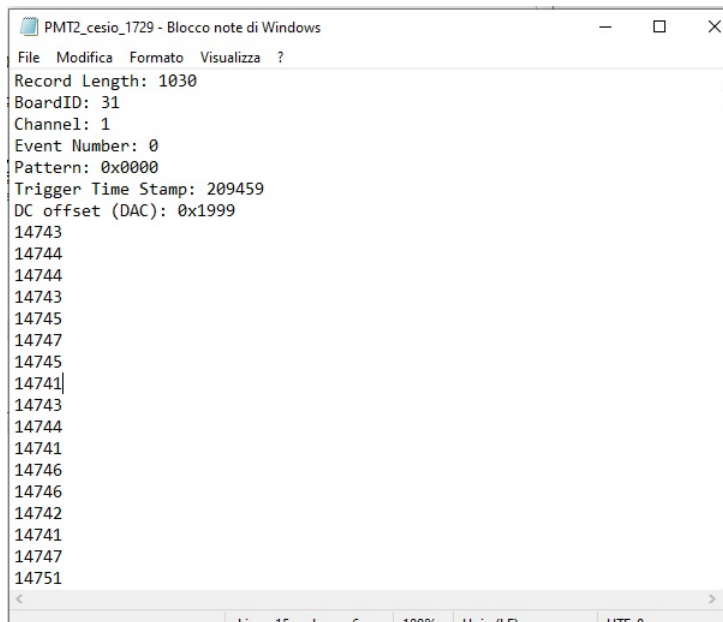 PMT2_cesio_1729 - Blocco note di Windows
File Modifica Formato Visualizza ?
Record Length: 1030
BoardID: 31
Channel: 1
Event Number: 0
Pattern: 0x0000
Trigger Time Stamp: 209459
DC offset (DAC): 0x1999
14743
14744
14744
14743
14745
14747
14745
14741
14743
14744
14741
14746
14746
14742
14741
14747
14751
100%